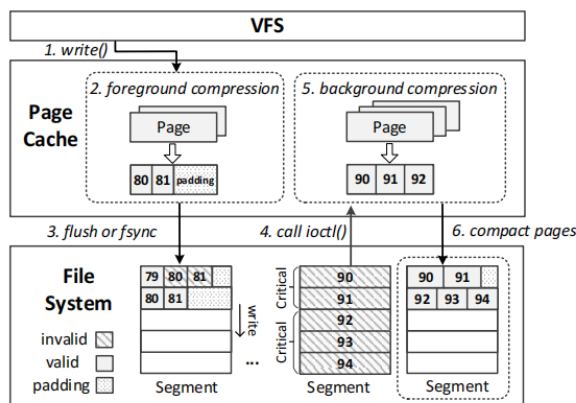 VFS
1. write()
Page
Cache
2. foreground compression
Page
80 81 padding
5. background compression
Page
90 91 92
3. flush or fsync
4. call ioctl()
6. compact pages
File
System
invalid
valid
padding
79 80 81
80 81
write
...
Segment
Critical
Critical
90
91
92
93
94
Segment
90 91
92 93 94
Segment